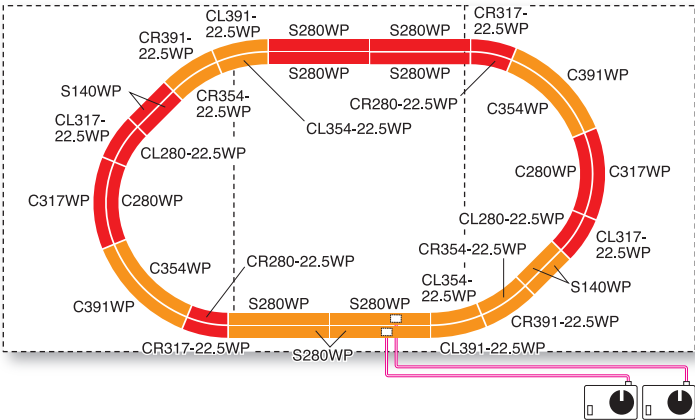 CL391-
22.5WP
S280WP
S280WP
CR317-
22.5WP
CR391-
22.5WP
S280WP
S280WP
C391WP
S140WP
CR354-
22.5WP
CR280-22.5WP
C354WP
CL317-
22.5WP
CL354-22.5WP
CL280-22.5WP
C280WP
C317WP
C317WP
C280WP
CL280-22.5WP
CL317-
22.5WP
CR354-22.5WP
C354WP
CR280-22.5WP
CL354-
22.5WP
S140WP
C391WP
S280WP
S280WP
CR391-22.5WP
CR317-22.5WP
S280WP
CL391-22.5WP